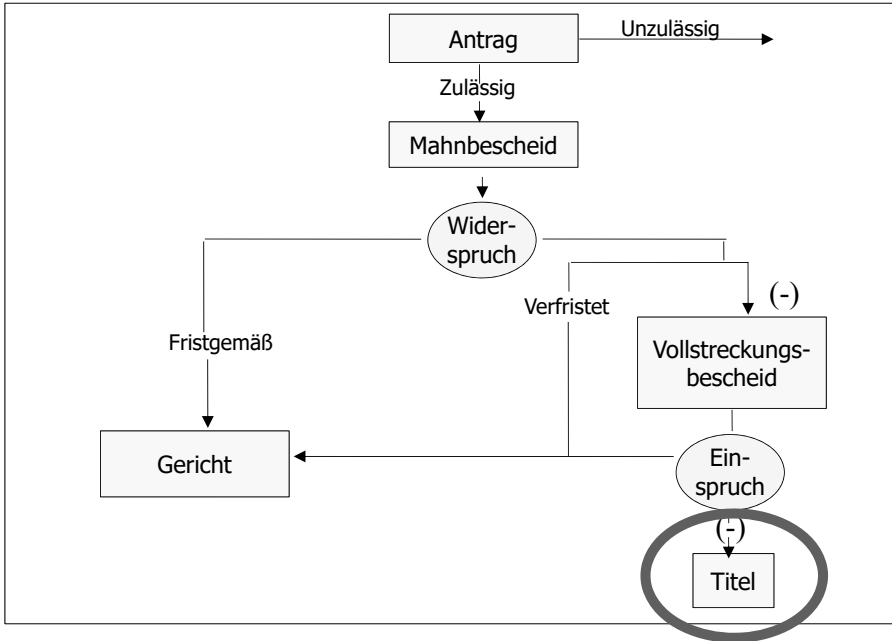 Antrag
Unzulässig
Zulässig
Mahnbescheid
Wider-
spruch
(-)
Verfristet
Fristgemäß
Vollstreckungs-
bescheid
Gericht
Ein-
spruch
(-)
Titel